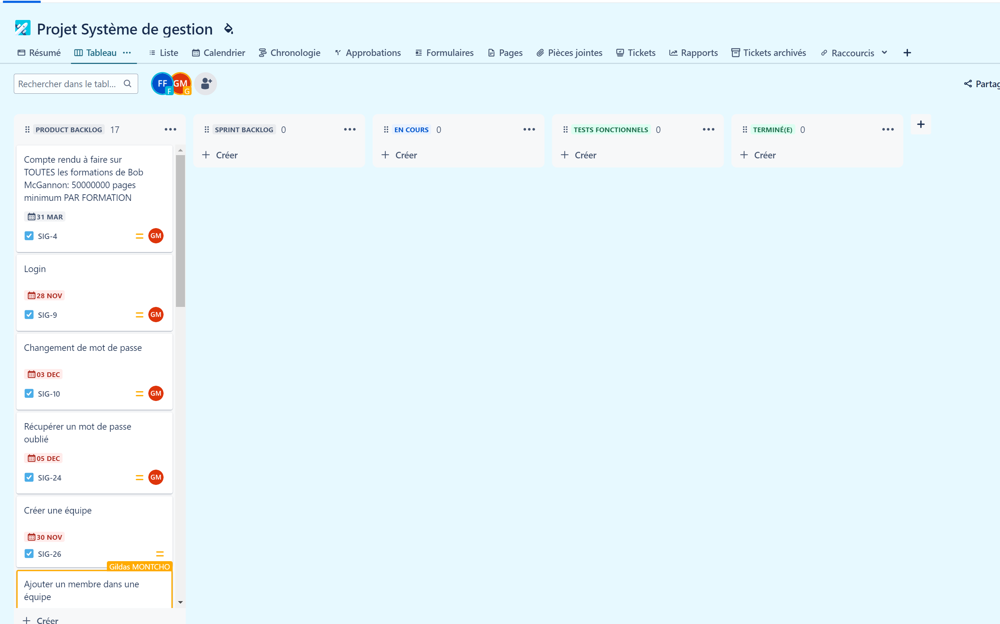 Projet Système de gestion
Résumé Tableau Liste Calendrier Chronologie Approbations Formulaires Pages Pièces jointes Tickets Rapports Tickets archivés Raccourcis
Rechercher dans le tabl... FF F GM G Partag
PRODUCT BACKLOG 17 SPRINT BACKLOG 0 EN COURS 0 TESTS FONCTIONNELS 0 TERMINÉ(E) 0
Créer Créer Créer Créer
Compte rendu à faire sur
TOUTES les formations de Bob
McGannon: 50000000 pages
minimum PAR FORMATION
31 MAR
SIG-4 GM
Login
28 NOV
SIG-9 GM
Changement de mot de passe
03 DEC
SIG-10 GM
Récupérer un mot de passe
oublié
05 DEC
SIG-24 GM
Créer une équipe
30 NOV
SIG-26
Gildas MONTCHO
Ajouter un membre dans une
équipe
Créer